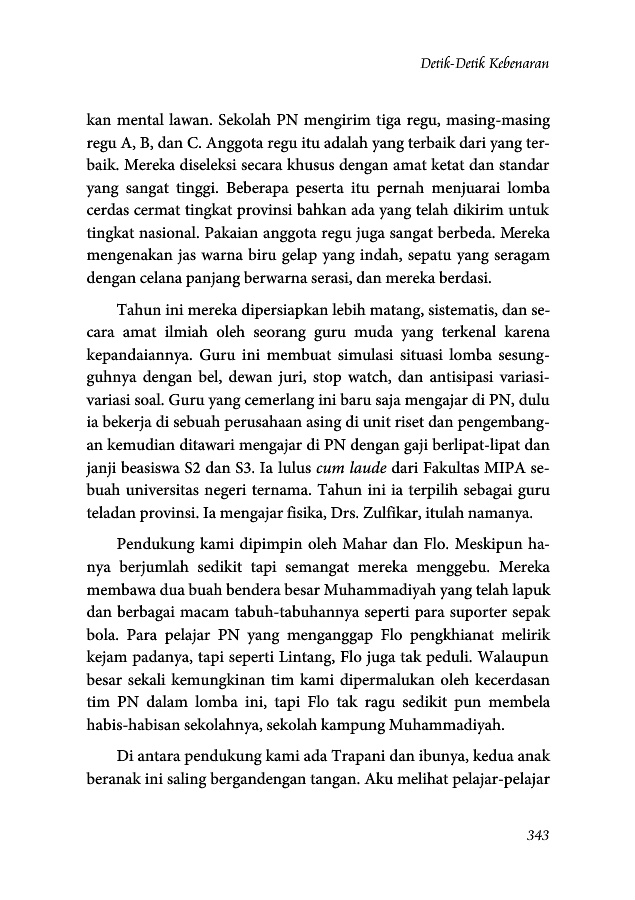 Detik-Detik Kebenaran
kan mental lawan. Sekolah PN mengirim tiga regu, masing-masing
regu A, B, dan C. Anggota regu itu adalah yang terbaik dari yang ter-
baik. Mereka diseleksi secara khusus dengan amat ketat dan standar
yang sangat tinggi. Beberapa peserta itu pernah menjuarai lomba
cerdas cermat tingkat provinsi bahkan ada yang telah dikirim untuk
tingkat nasional. Pakaian anggota regu juga sangat berbeda. Mereka
mengenakan jas warna biru gelap yang indah, sepatu yang seragam
dengan celana panjang berwarna serasi, dan mereka berdasi.
Tahun ini mereka dipersiapkan lebih matang, sistematis, dan se-
cara amat ilmiah oleh seorang guru muda yang terkenal karena
kepandaiannya. Guru ini membuat simulasi situasi lomba sesung-
guhnya dengan bel, dewan juri, stop watch, dan antisipasi variasi-
variasi soal. Guru yang cemerlang ini baru saja mengajar di PN, dulu
ia bekerja di sebuah perusahaan asing di unit riset dan pengembang-
an kemudian ditawari mengajar di PN dengan gaji berlipat-lipat dan
janji beasiswa S2 dan S3. Ia lulus cum laude dari Fakultas MIPA se-
buah universitas negeri ternama. Tahun ini ia terpilih sebagai guru
teladan provinsi. Ia mengajar fisika, Drs. Zulfikar, itulah namanya.
Pendukung kami dipimpin oleh Mahar dan Flo. Meskipun ha-
nya berjumlah sedikit tapi semangat mereka menggebu. Mereka
membawa dua buah bendera besar Muhammadiyah yang telah lapuk
dan berbagai macam tabuh-tabuhannya seperti para suporter sepak
bola. Para pelajar PN yang menganggap Flo pengkhianat melirik
kejam padanya, tapi seperti Lintang, Flo juga tak peduli. Walaupun
besar sekali kemungkinan tim kami dipermalukan oleh kecerdasan
tim PN dalam lomba ini, tapi Flo tak ragu sedikit pun membela
habis-habisan sekolahnya, sekolah kampung Muhammadiyah.
Di antara pendukung kami ada Trapani dan ibunya, kedua anak
beranak ini saling bergandengan tangan. Aku melihat pelajar-pelajar
343